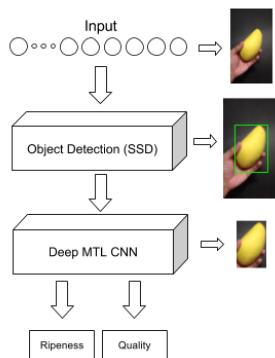 Input
Object Detection (SSD)
Deep MTL CNN
Ripeness
Quality